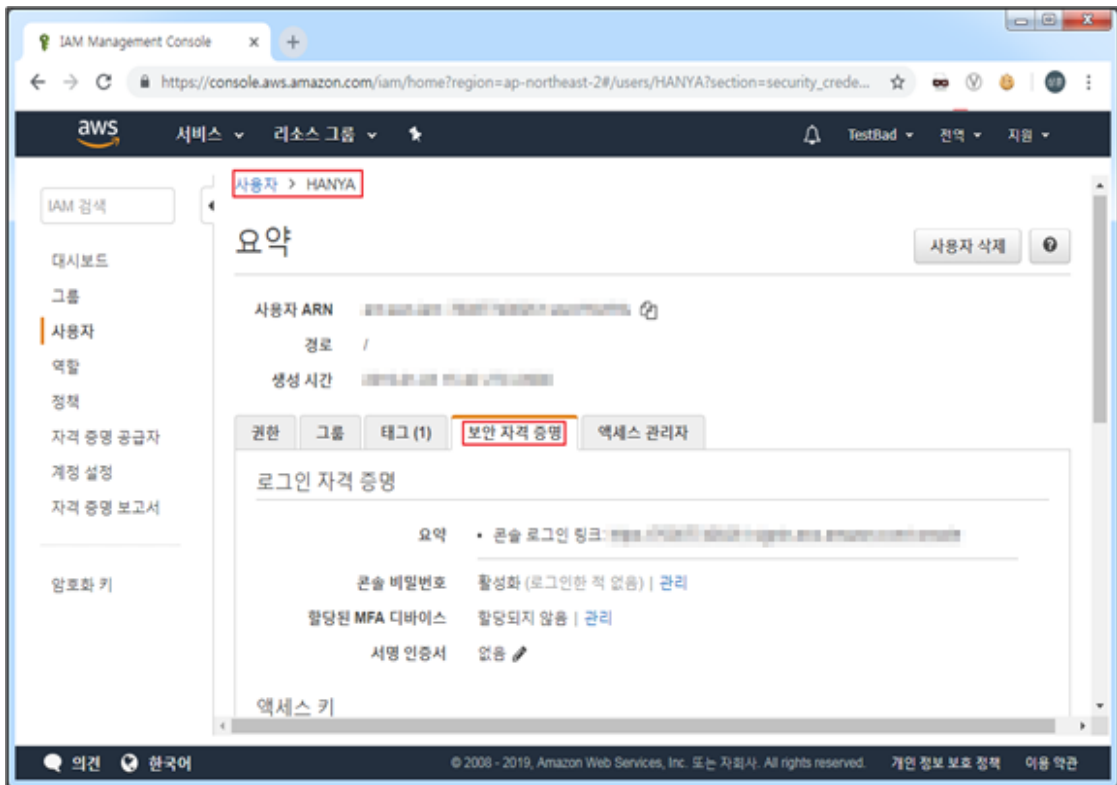 IAM Management Console
https://console.aws.amazon.com/iam/home?region=ap-northeast-2#/users/HANYA?section=security_crede...
aws 서비스 리소스 그룹 TestBad 전역 지원
사용자 > HANYA
IAM 검색
요약
사용자 삭제
대시보드
그룹
사용자
역할
정책
자격 증명 공급자
계정 설정
자격 증명 보고서
암호화 키
사용자 ARN
경로 /
생성 시간
권한 그룹 태그 (1) 보안 자격 증명 액세스 관리자
로그인 자격 증명
요약 • 콘솔 로그인 링크:
콘솔 비밀번호 활성화 (로그인한 적 없음) | 관리
할당된 MFA 디바이스 할당되지 않음 | 관리
서명 인증서 없음
액세스 키
의견 한국어 © 2008 - 2019, Amazon Web Services, Inc. 또는 자회사. All rights reserved. 개인 정보 보호 정책 이용 약관